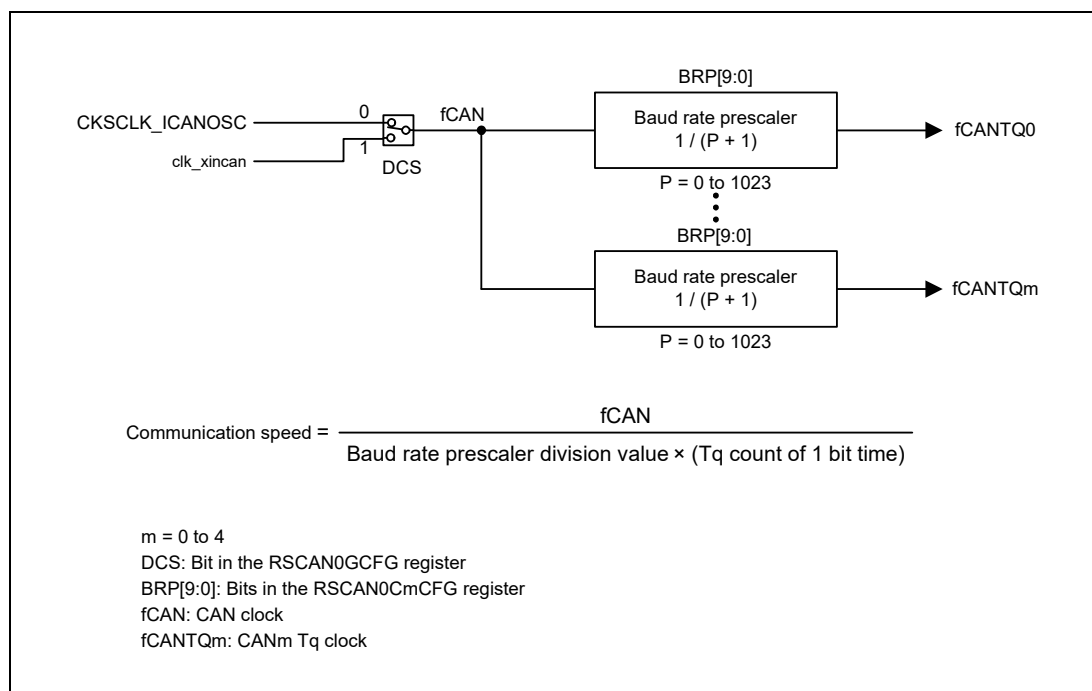 BRP[9:0]
CKSCLK_ICANOSC
0
fCAN
Baud rate prescaler
1 / (P + 1)
fCANTQ0
clk_xincan
1
DCS
P = 0 to 1023
BRP[9:0]
Baud rate prescaler
1 / (P + 1)
fCANTQm
P = 0 to 1023
Communication speed =
fCAN
Baud rate prescaler division value × (Tq count of 1 bit time)
m = 0 to 4
DCS: Bit in the RSCAN0GCFG register
BRP[9:0]: Bits in the RSCAN0CmCFG register
fCAN: CAN clock
fCANTQm: CANm Tq clock